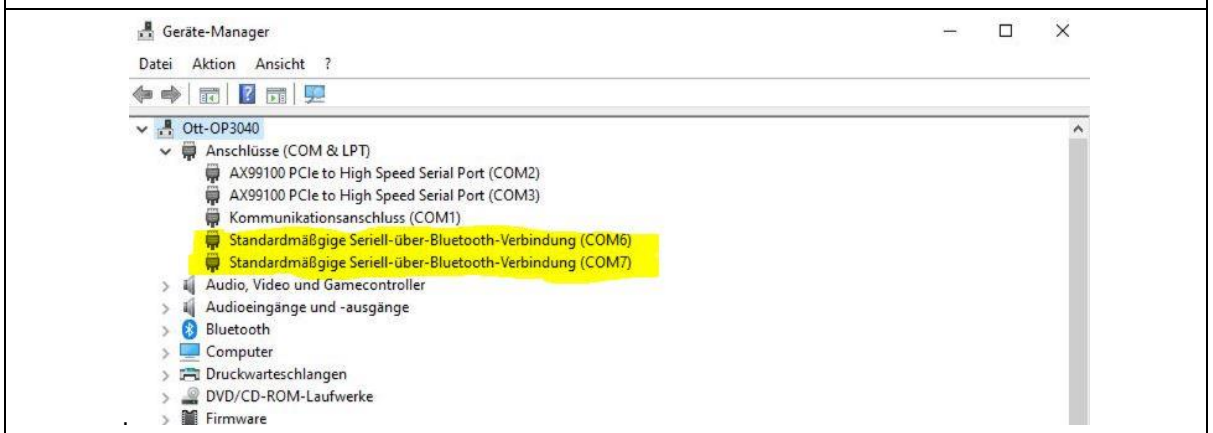 Geräte-Manager
Datei Aktion Ansicht ?
Ott-OP3040
Anschlüsse (COM & LPT)
AX99100 PCIe to High Speed Serial Port (COM2)
AX99100 PCIe to High Speed Serial Port (COM3)
Kommunikationsanschluss (COM1)
Standardmäßgige Seriell-über-Bluetooth-Verbindung (COM6)
Standardmäßgige Seriell-über-Bluetooth-Verbindung (COM7)
Audio, Video und Gamecontroller
Audioeingänge und -ausgänge
Bluetooth
Computer
Druckwarteschlangen
DVD/CD-ROM-Laufwerke
. Firmware